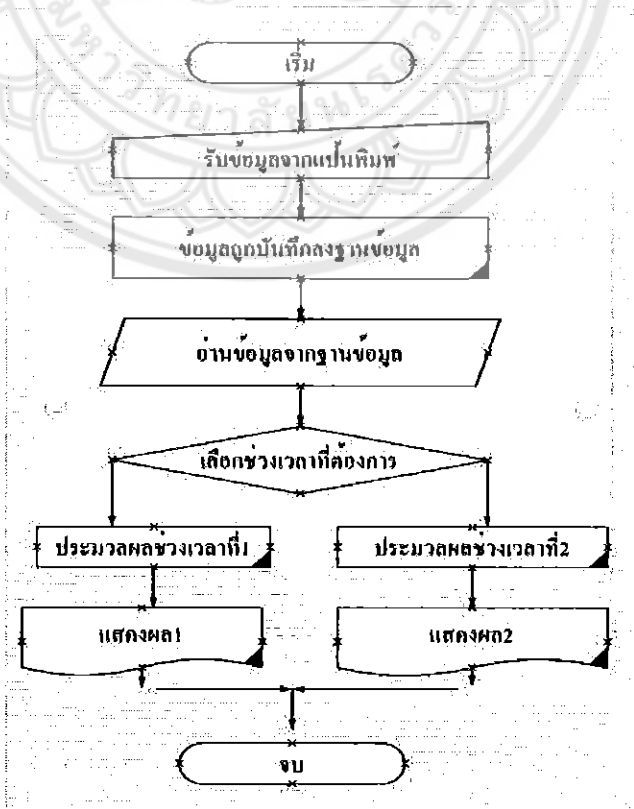 เริ่ม
รับข้อมูลจากแป้นพิมพ์
ข้อมูลถูกบันทึกลงฐานข้อมูล
อ่านข้อมูลจากฐานข้อมูล
เลือกช่วงเวลาที่ต้องการ
ประมวลผลช่วงเวลาที่1
ประมวลผลช่วงเวลาที่2
แสดงผล1
แสดงผล2
จบ